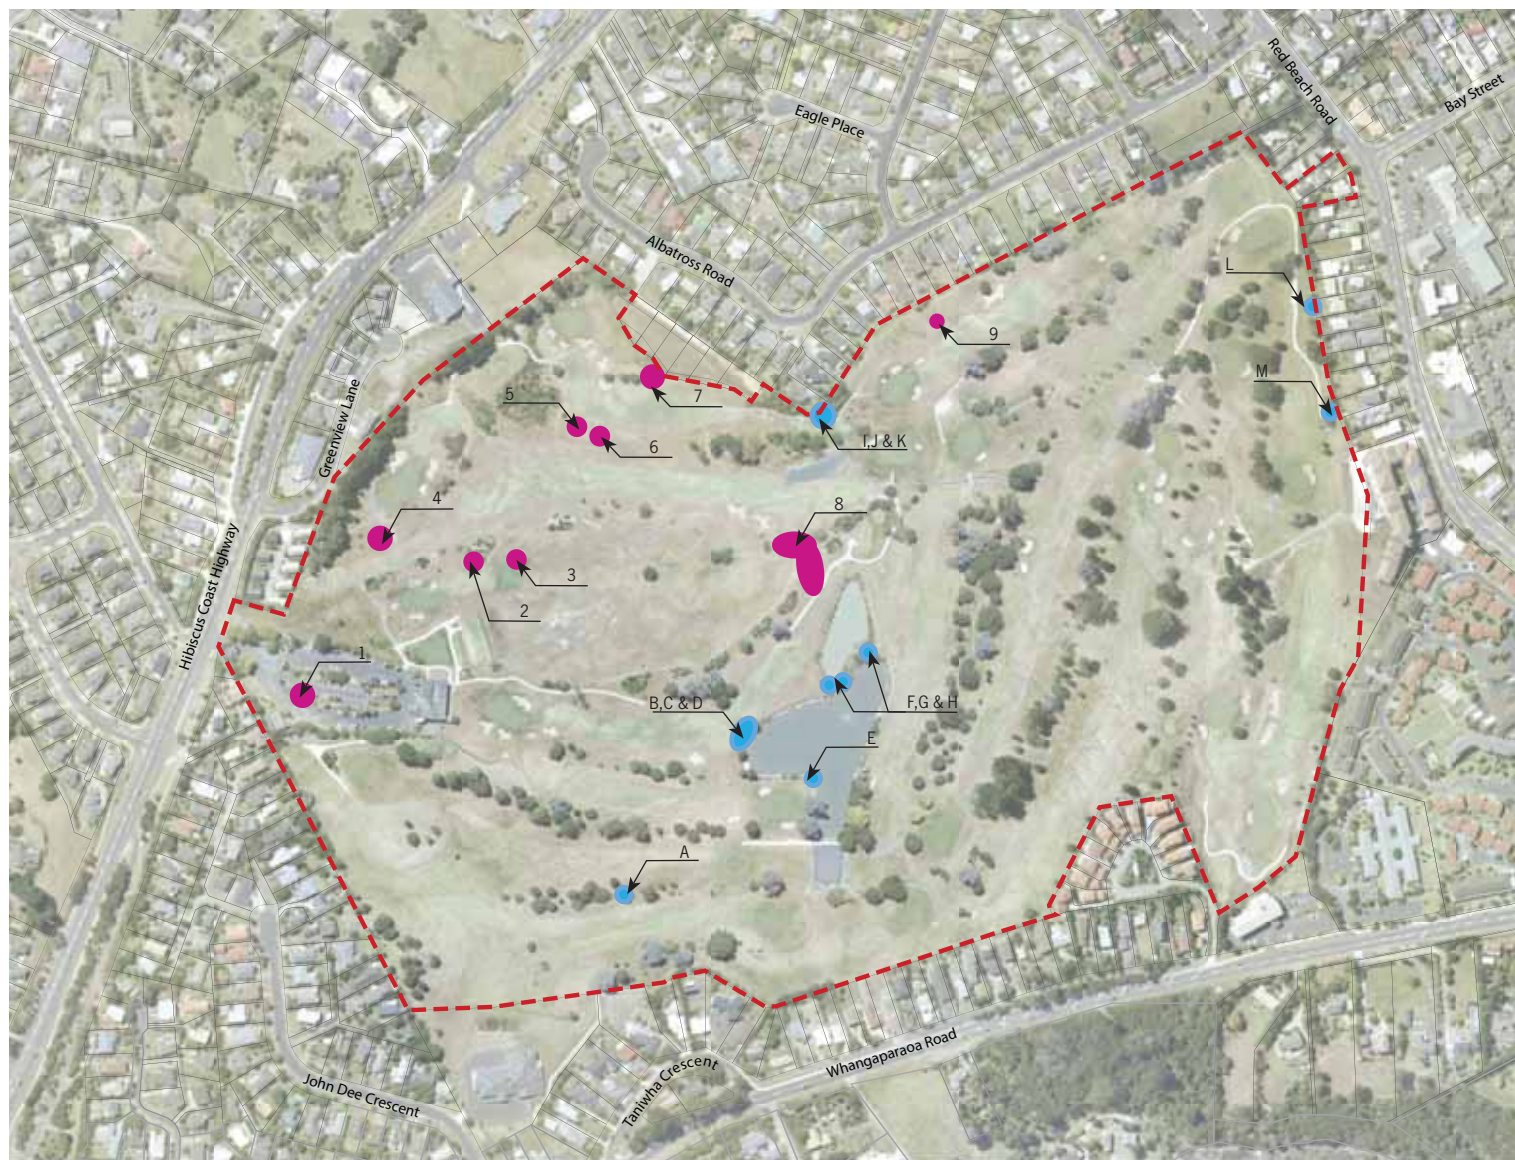 Red Beach Road
Bay Street
Eagle Place
Albatross Road
L
9
M
Greenview Lane
5
7
6
I,J & K
4
8
Hibiscus Coast Highway
3
2
1
B,C & D
F,G & H
E
A
Whangaparaoa Road
Taniwha Crescent
John Dee Crescent